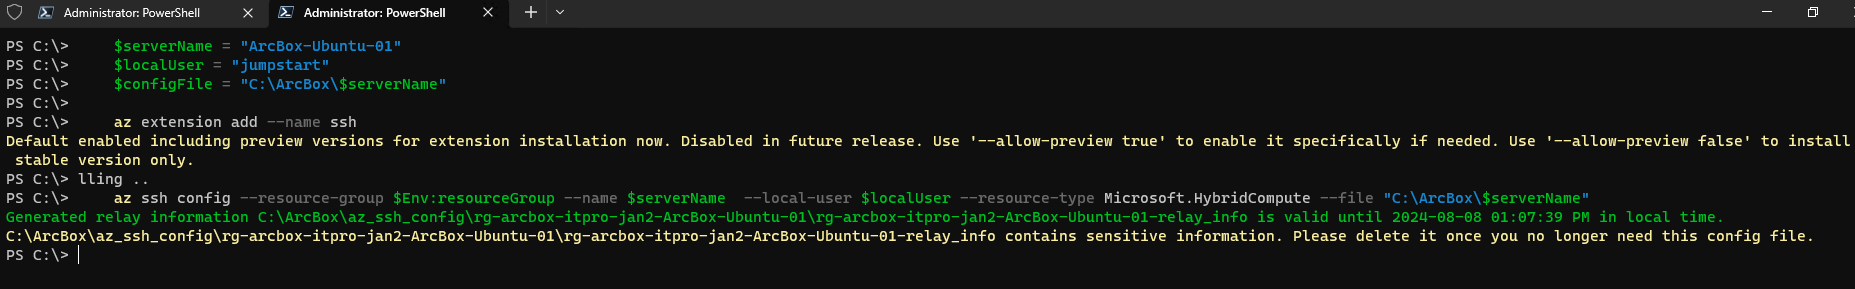 Administrator: PowerShell
Administrator: PowerShell
PS C:\> $serverName = "ArcBox-Ubuntu-01"
PS C:\> $localUser = "jumpstart"
PS C:\> $configFile = "C:\ArcBox\$serverName"
PS C:\>
PS C:\> az extension add --name ssh
Default enabled including preview versions for extension installation now. Disabled in future release. Use '--allow-preview true' to enable it specifically if needed. Use '--allow-preview false' to install
stable version only.
PS C:\> lling ..
PS C:\> az ssh config --resource-group $Env:resourceGroup --name $serverName --local-user $localUser --resource-type Microsoft.HybridCompute --file "C:\ArcBox\$serverName"
Generated relay information C:\ArcBox\az_ssh_config\rg-arcbox-itpro-jan2-ArcBox-Ubuntu-01\rg-arcbox-itpro-jan2-ArcBox-Ubuntu-01-relay_info is valid until 2024-08-08 01:07:39 PM in local time.
C:\ArcBox\az_ssh_config\rg-arcbox-itpro-jan2-ArcBox-Ubuntu-01\rg-arcbox-itpro-jan2-ArcBox-Ubuntu-01-relay_info contains sensitive information. Please delete it once you no longer need this config file.
PS C:\>